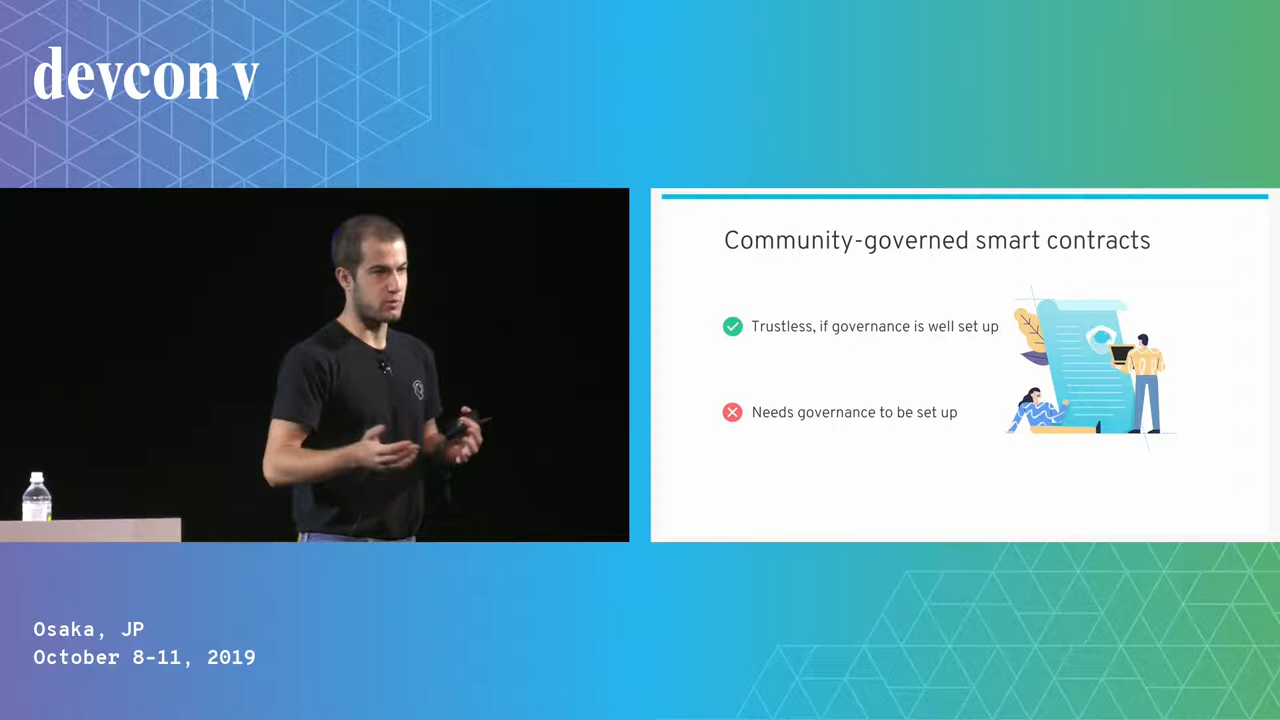 devcon v
Community-governed smart contracts
Trustless, if governance is well set up
Needs governance to be set up
Osaka, JP
October 8-11, 2019